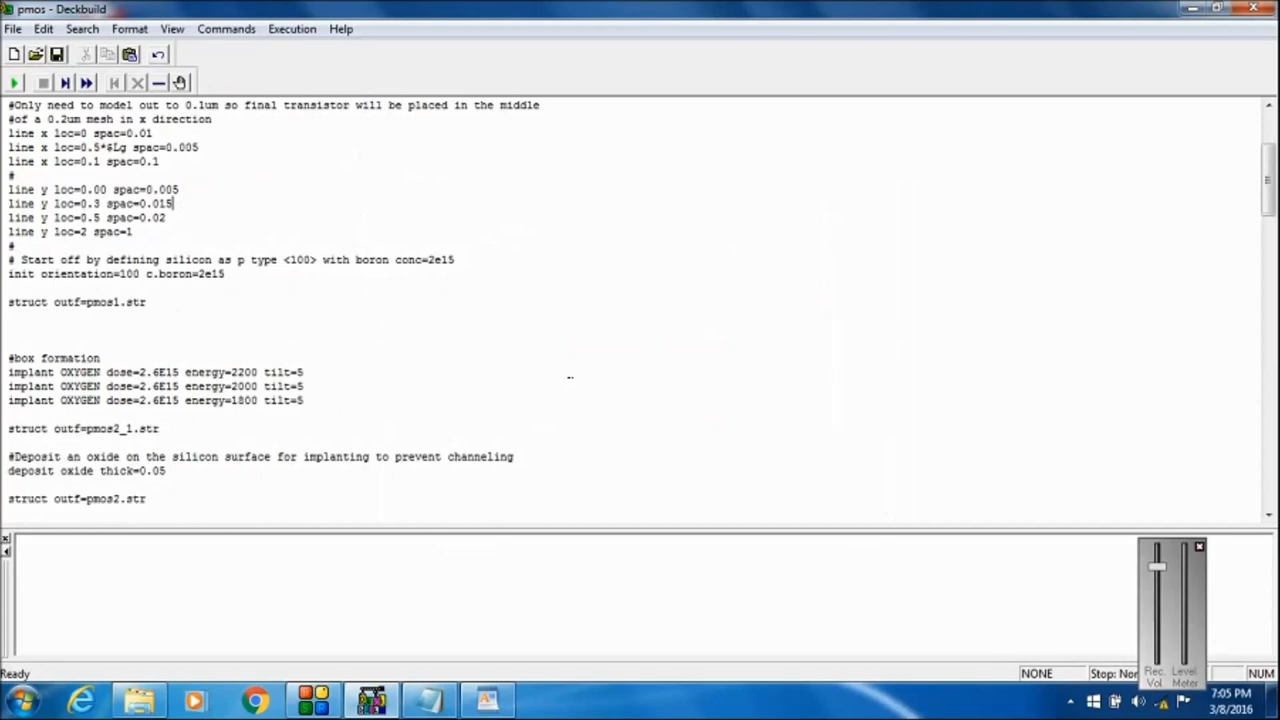 pmos - Deckbuild
File Edit Search Format View Commands Execution Help
#Only need to model out to 0.1um so final transistor will be placed in the middle
#of a 0.2um mesh in x direction
line x loc=0 spac=0.01
line x loc=0.5*$Lg spac=0.005
line x loc=0.1 spac=0.1
#
line y loc=0.00 spac=0.005
line y loc=0.3 spac=0.015
line y loc=0.5 spac=0.02
line y loc=2 spac=1
#
# Start off by defining silicon as p type <100> with boron conc=2e15
init orientation=100 c.boron=2e15
struct outf=pmos1.str
#box formation
implant OXYGEN dose=2.6E15 energy=2200 tilt=5
implant OXYGEN dose=2.6E15 energy=2000 tilt=5
implant OXYGEN dose=2.6E15 energy=1800 tilt=5
struct outf=pmos2_1.str
#Deposit an oxide on the silicon surface for implanting to prevent channeling
deposit oxide thick=0.05
struct outf=pmos2.str
Ready NONE Stop: Nor NUM
Rec. Level
Vol Meter
7:05 PM
3/8/2016